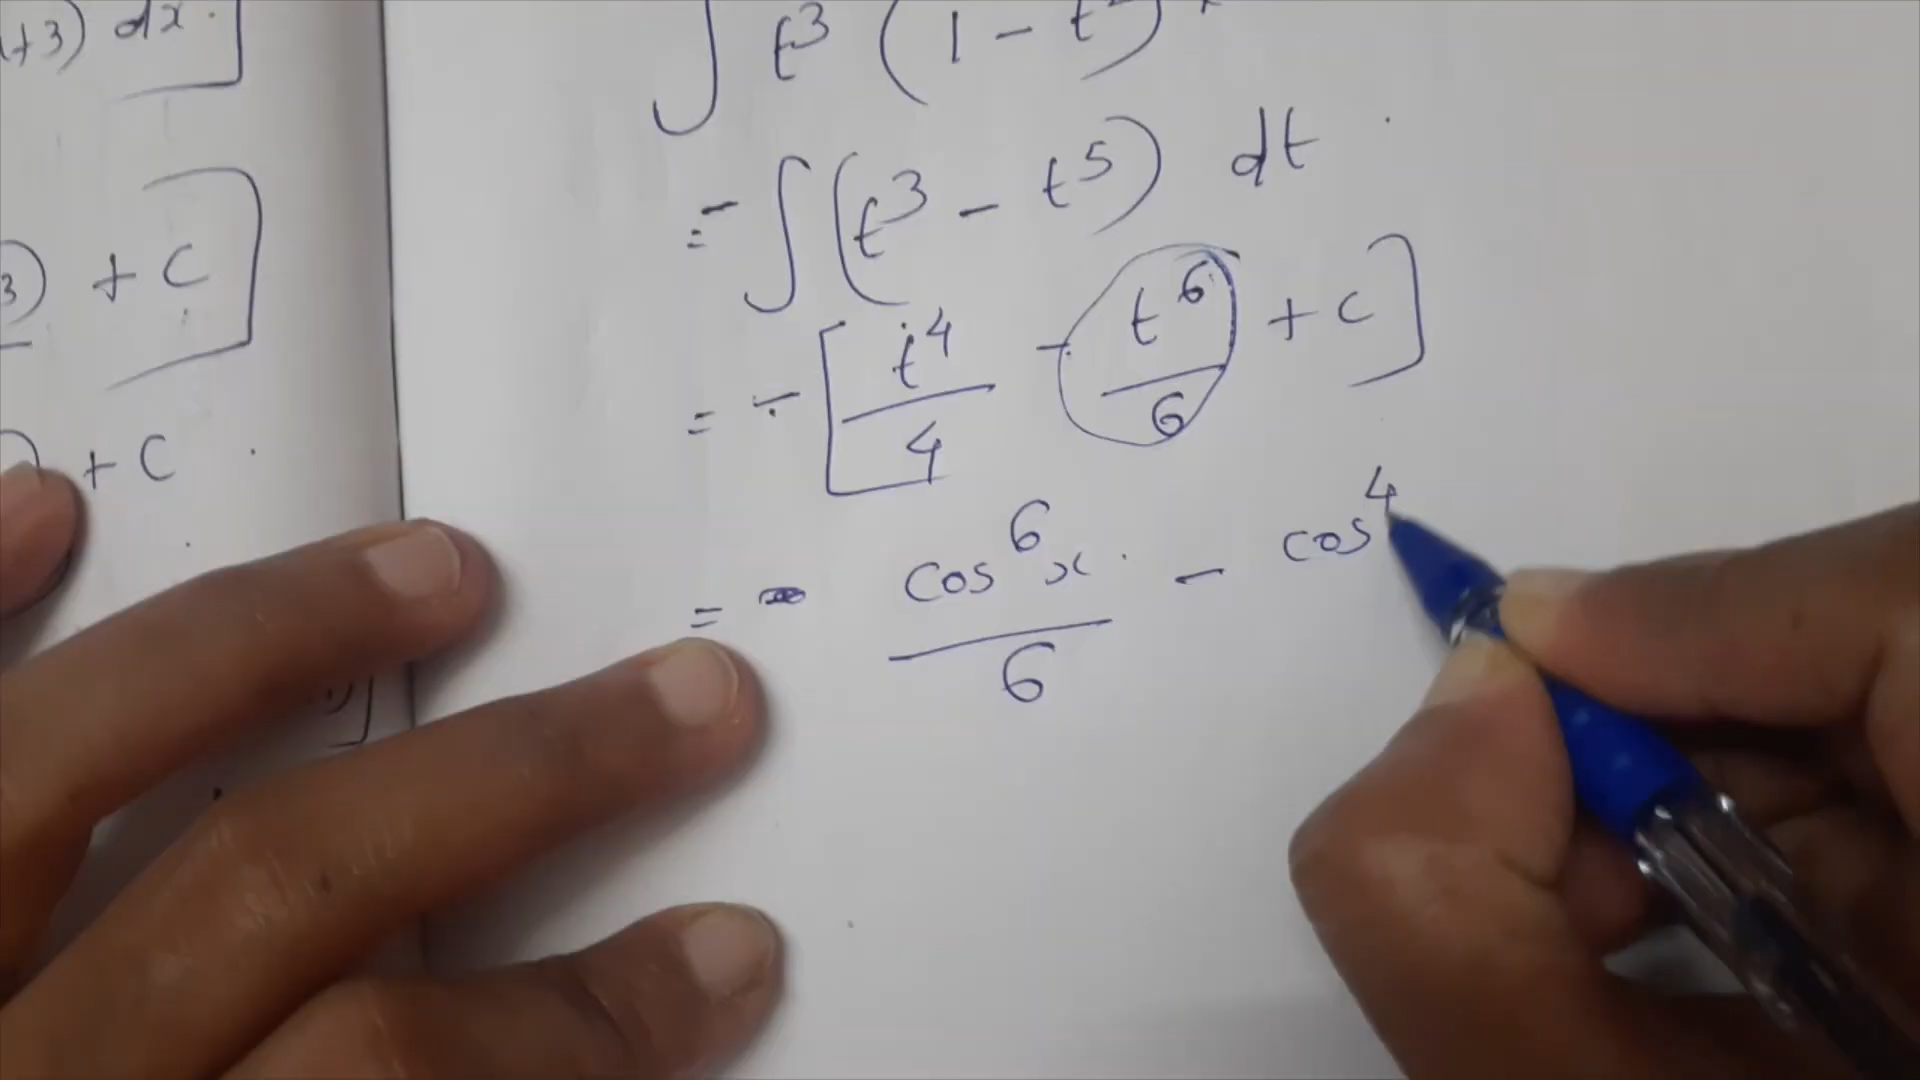 +3) dx.]
3) + C]
) + C
∫ t³ (1 - t
= - ∫ (t³ - t⁵) dt
= - [t⁴/4 - t⁶/6 + c]
= cos⁶x/6 - cos⁴